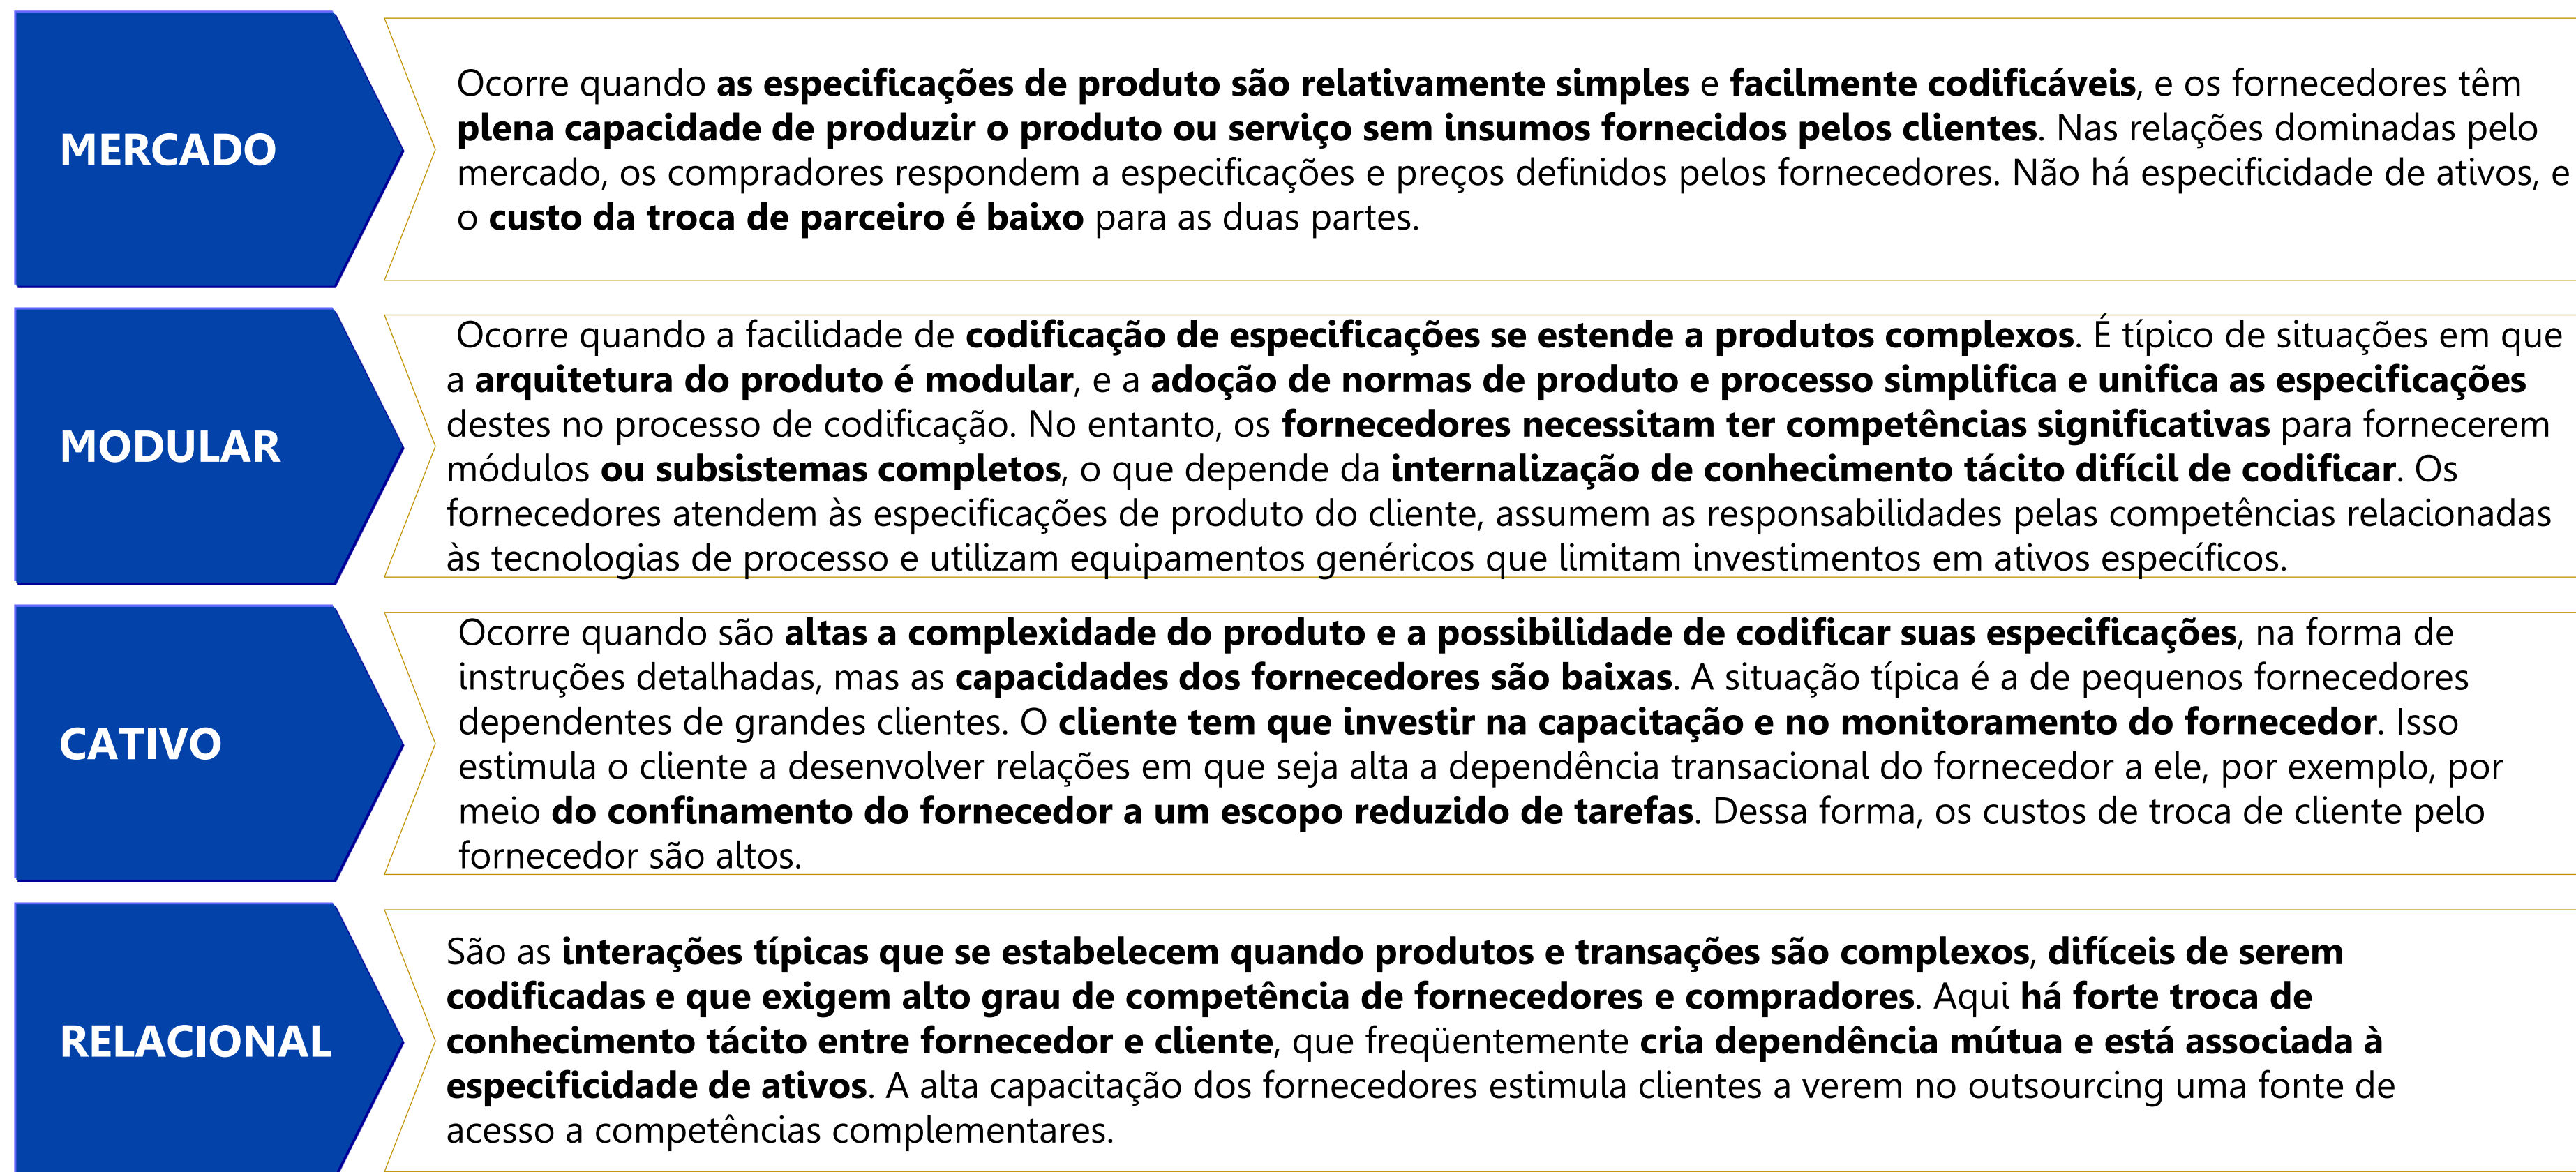 MERCADO
Ocorre quando as especificações de produto são relativamente simples e facilmente codificáveis, e os fornecedores têm
plena capacidade de produzir o produto ou serviço sem insumos fornecidos pelos clientes. Nas relações dominadas pelo
mercado, os compradores respondem a especificações e preços definidos pelos fornecedores. Não há especificidade de ativos, e
o custo da troca de parceiro é baixo para as duas partes.
MODULAR
Ocorre quando a facilidade de codificação de especificações se estende a produtos complexos. É típico de situações em que
a arquitetura do produto é modular, e a adoção de normas de produto e processo simplifica e unifica as especificações
destes no processo de codificação. No entanto, os fornecedores necessitam ter competências significativas para fornecerem
módulos ou subsistemas completos, o que depende da internalização de conhecimento tácito difícil de codificar. Os
fornecedores atendem às especificações de produto do cliente, assumem as responsabilidades pelas competências relacionadas
às tecnologias de processo e utilizam equipamentos genéricos que limitam investimentos em ativos específicos.
CATIVO
Ocorre quando são altas a complexidade do produto e a possibilidade de codificar suas especificações, na forma de
instruções detalhadas, mas as capacidades dos fornecedores são baixas. A situação típica é a de pequenos fornecedores
dependentes de grandes clientes. O cliente tem que investir na capacitação e no monitoramento do fornecedor. Isso
estimula o cliente a desenvolver relações em que seja alta a dependência transacional do fornecedor a ele, por exemplo, por
meio do confinamento do fornecedor a um escopo reduzido de tarefas. Dessa forma, os custos de troca de cliente pelo
fornecedor são altos.
RELACIONAL
São as interações típicas que se estabelecem quando produtos e transações são complexos, difíceis de serem
codificadas e que exigem alto grau de competência de fornecedores e compradores. Aqui há forte troca de
conhecimento tácito entre fornecedor e cliente, que freqüentemente cria dependência mútua e está associada à
especificidade de ativos. A alta capacitação dos fornecedores estimula clientes a verem no outsourcing uma fonte de
acesso a competências complementares.